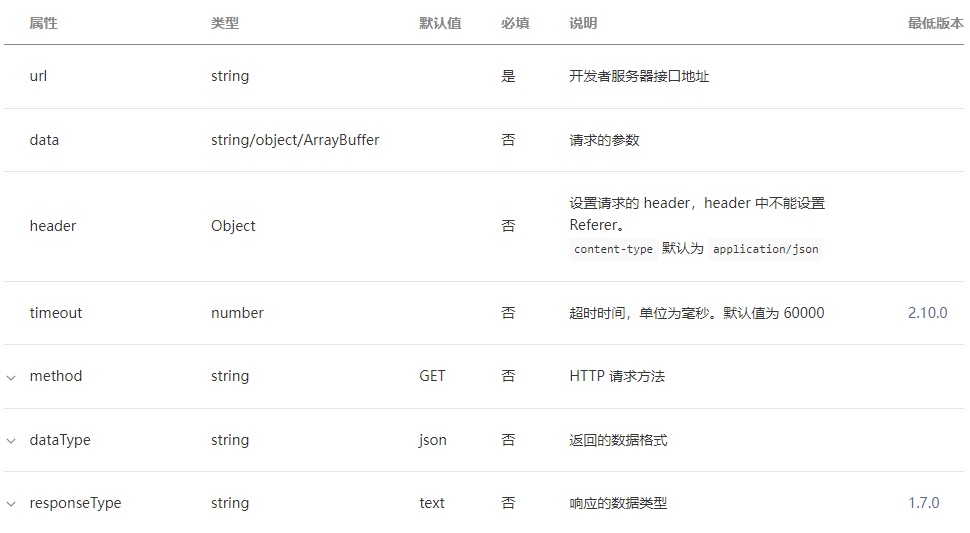 属性 类型 默认值 必填 说明 最低版本
url string 是 开发者服务器接口地址
data string/object/ArrayBuffer 否 请求的参数
header Object 否 设置请求的 header，header 中不能设置
Referer。
content-type 默认为 application/json
timeout number 否 超时时间，单位为毫秒。默认值为 60000 2.10.0
method string GET 否 HTTP 请求方法
dataType string json 否 返回的数据格式
responseType string text 否 响应的数据类型 1.7.0